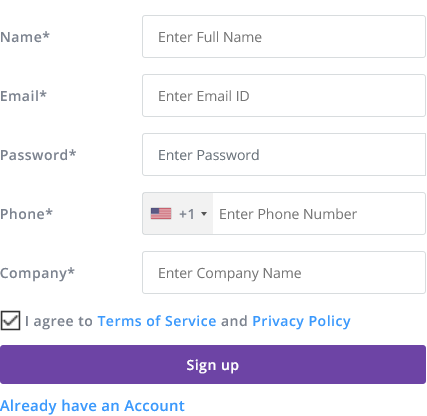 Name* Enter Full Name
Email* Enter Email ID
Password* Enter Password
Phone* +1 Enter Phone Number
Company* Enter Company Name
I agree to Terms of Service and Privacy Policy
Sign up
Already have an Account